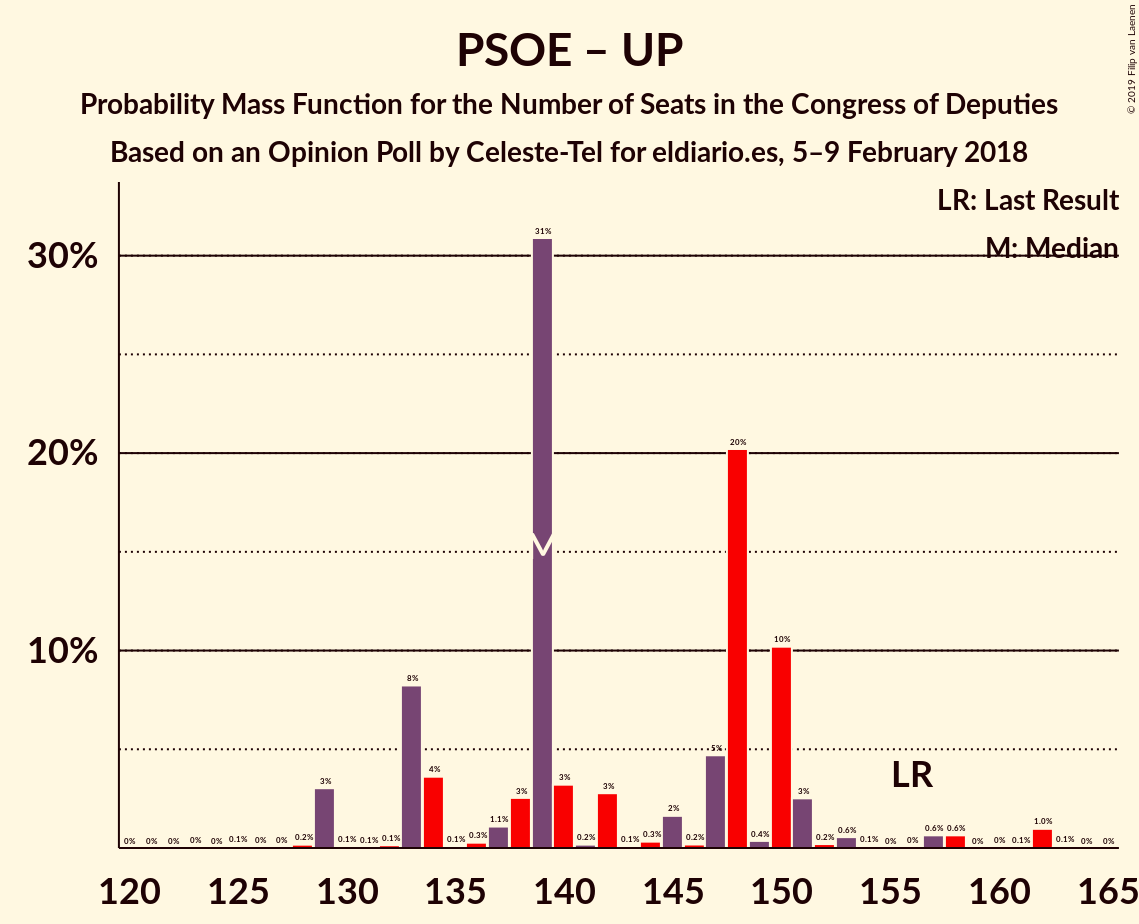 PSOE – UP
Probability Mass Function for the Number of Seats in the Congress of Deputies
Based on an Opinion Poll by Celeste-Tel for eldiario.es, 5–9 February 2018
© 2019 Filip van Laenen
LR: Last Result
M: Median
30%
20%
10%
0% 0% 0% 0% 0% 0.1% 0% 0% 0.2% 3% 0.1% 0.1% 0.1% 8% 4% 0.1% 0.3% 1.1% 3% 31% 3% 0.2% 3% 0.1% 0.3% 2% 0.2% 5% 20% 0.4% 10% 3% 0.2% 0.6% 0.1% 0% 0% 0.6% 0.6% 0% 0% 0.1% 1.0% 0.1% 0% 0%
LR
120 125 130 135 140 145 150 155 160 165